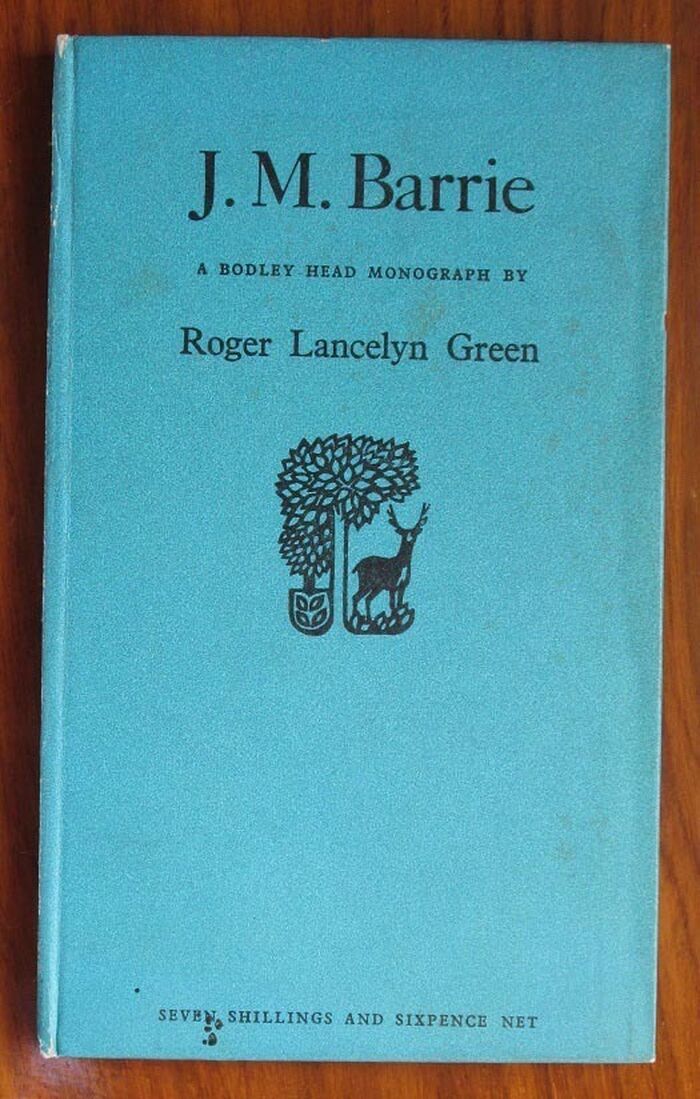 J. M. Barrie
A BODLEY HEAD MONOGRAPH BY
Roger Lancelyn Green
SEVEN SHILLINGS AND SIXPENCE NET